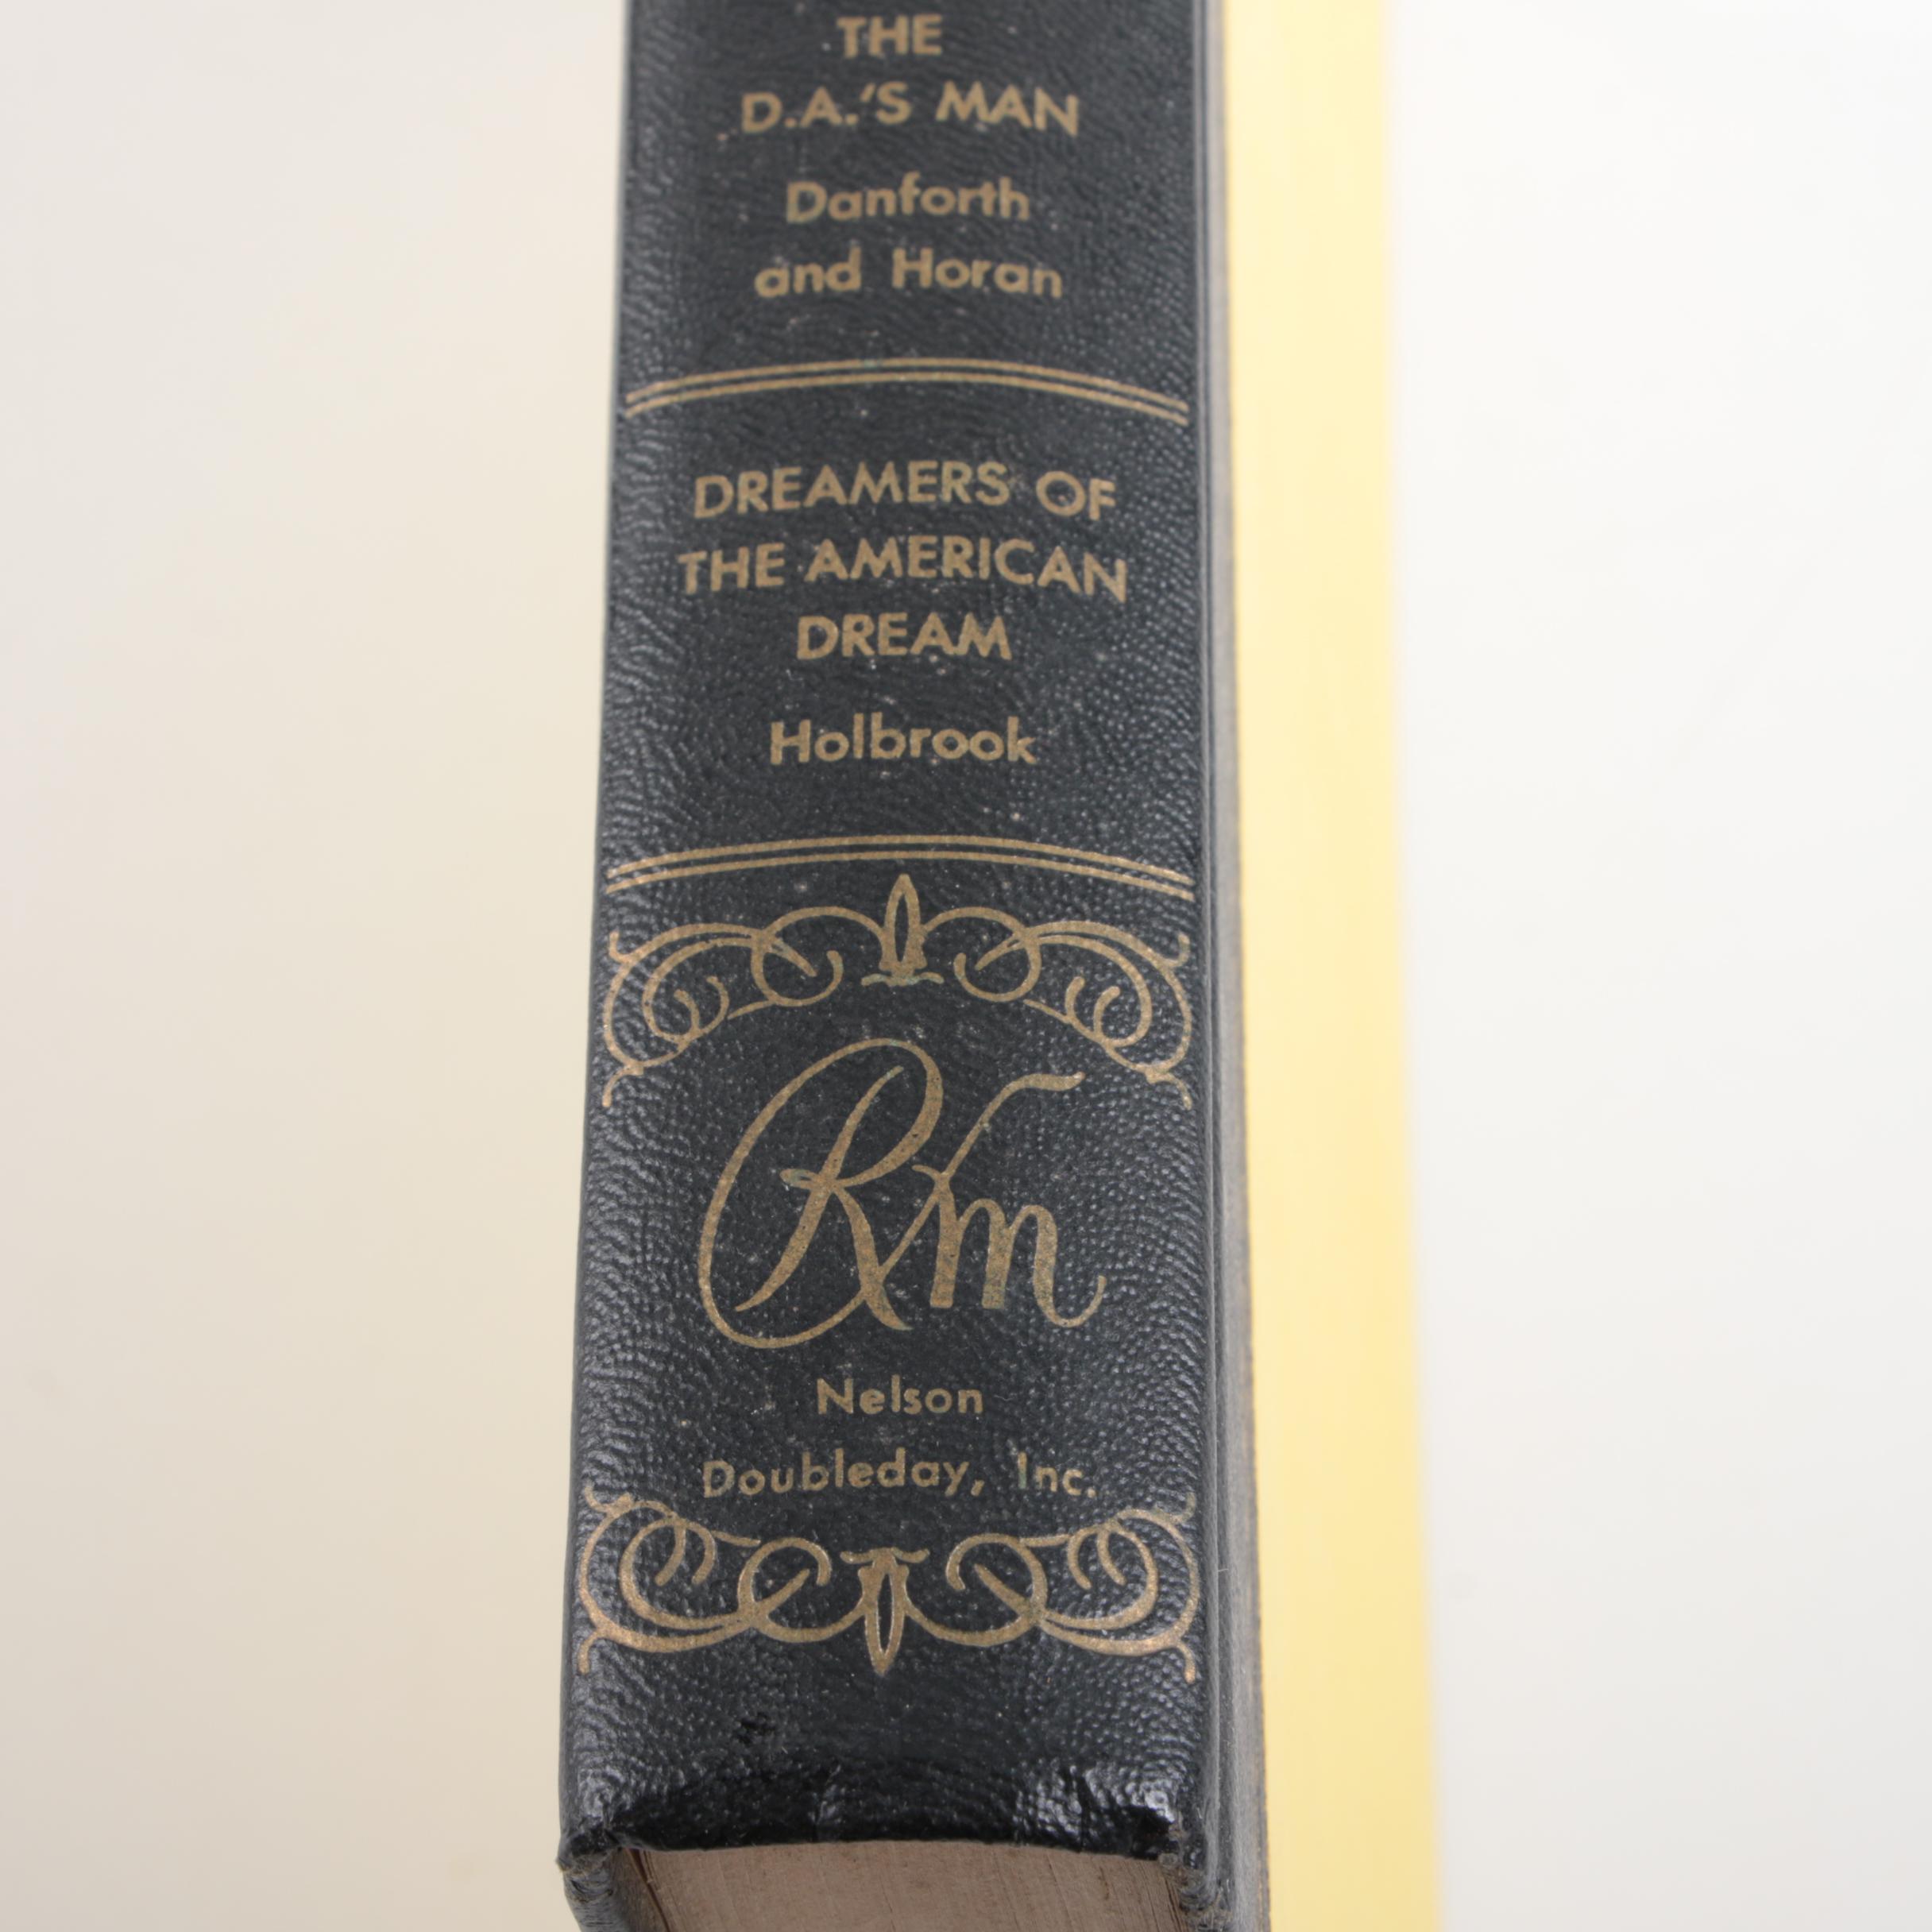 THE
D.A.'S MAN
Danforth
and Horan
DREAMERS OF
THE AMERICAN
DREAM
Holbrook
Rm
Nelson
Doubleday, Inc.